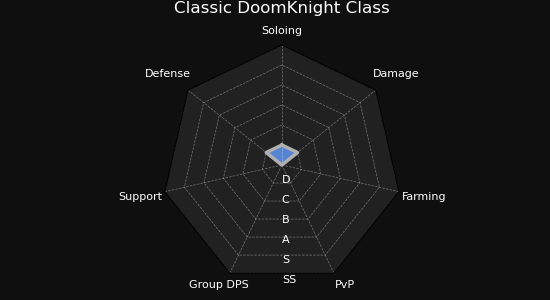 Classic DoomKnight Class
Soloing
Defense
Damage
Support
Farming
D
C
B
A
S
SS
Group DPS
PvP